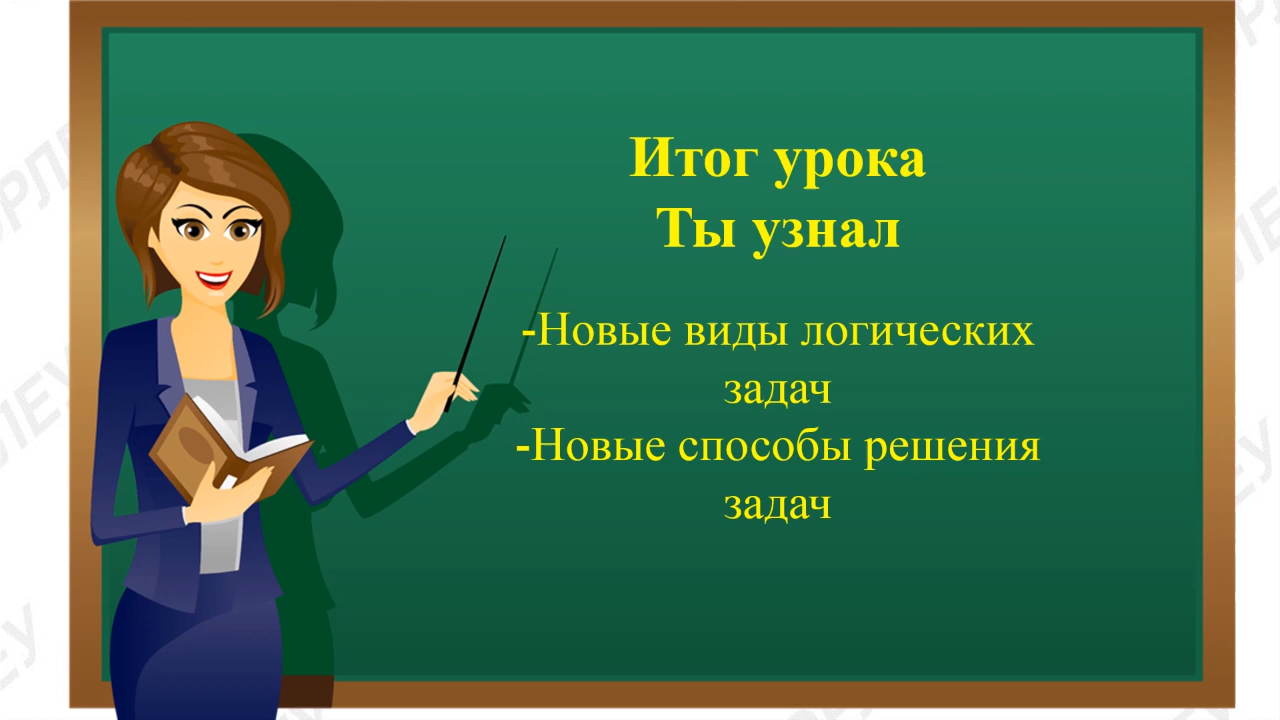 Итог урока
Ты узнал
-Новые виды логических
задач
-Новые способы решения
задач